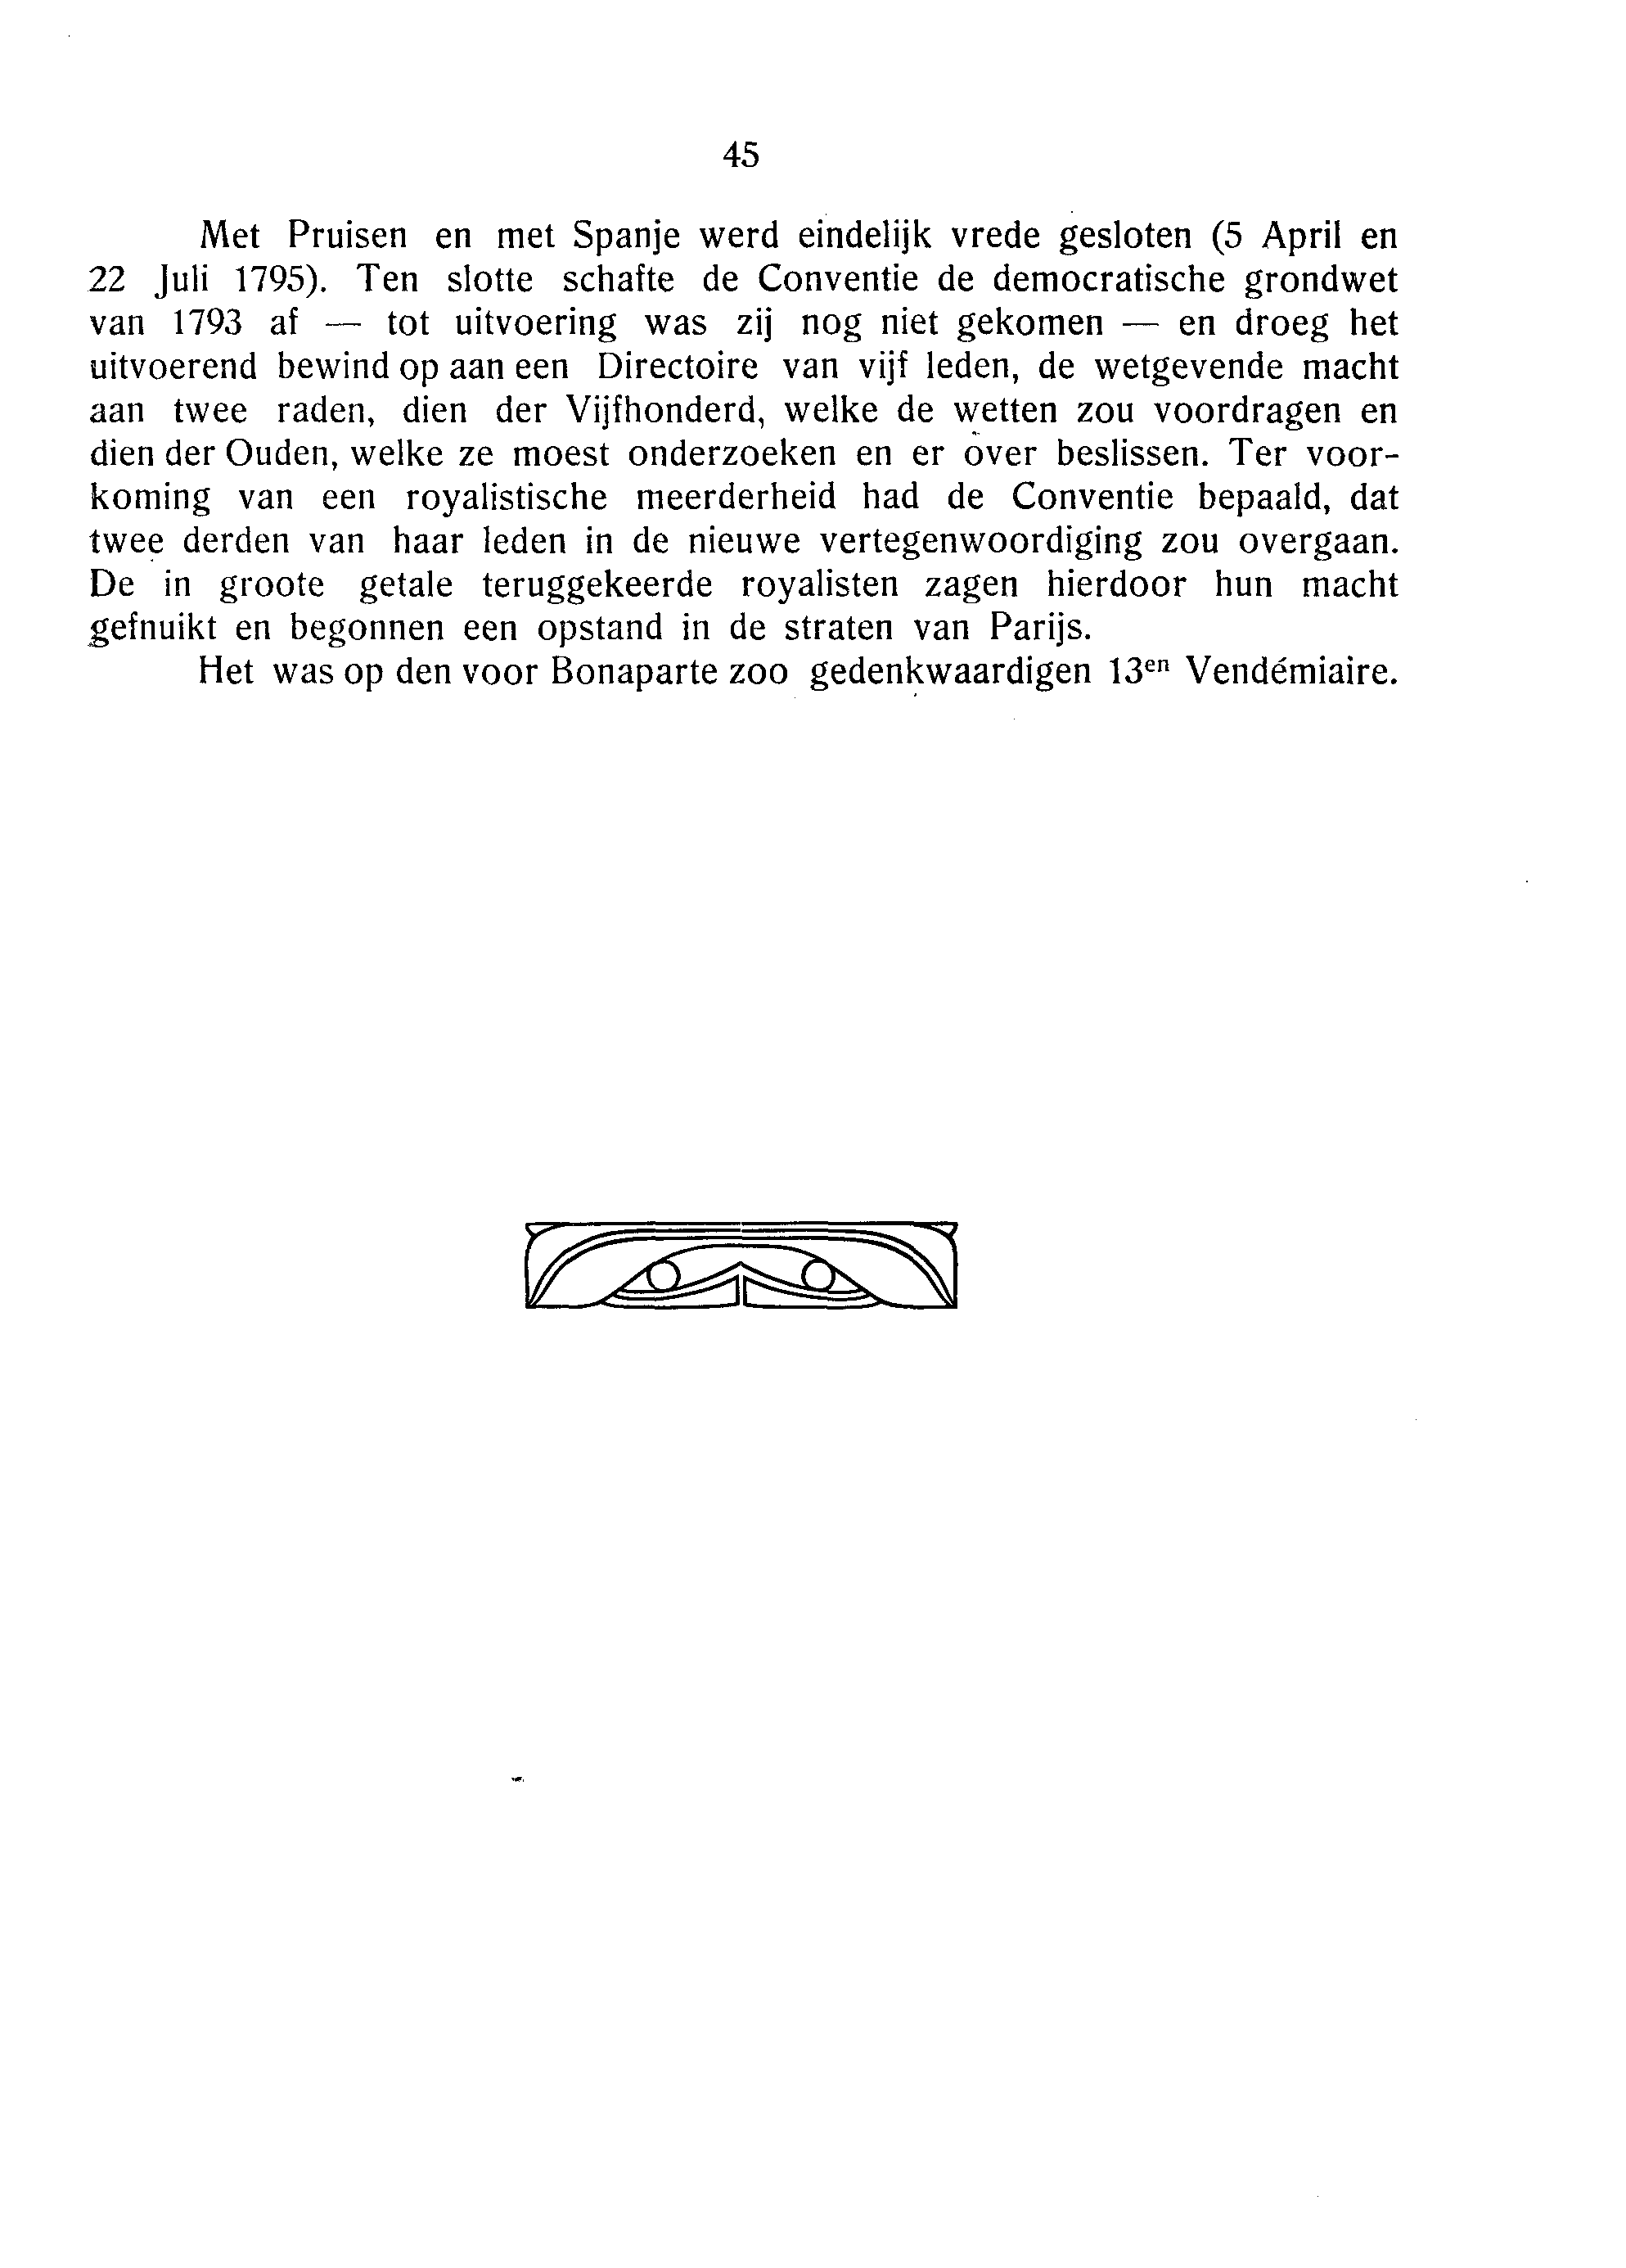 45
Met Pruisen en met Spanje werd eindelijk vrede gesloten (5 April en
22 Juli 1795). Ten slotte schafte de Conventie de democratische grondwet
van 1793 af — tot uitvoering was zij nog niet gekomen — en droeg het
uitvoerend bewind op aan een Directoire van vijf leden, de wetgevende macht
aan twee raden, dien der Vijfhonderd, welke de wetten zou voordragen en
dien der Ouden, welke ze moest onderzoeken en er over beslissen. Ter voor-
koming van een royalistische meerderheid had de Conventie bepaald, dat
twee derden van haar leden in de nieuwe vertegenwoordiging zou overgaan.
De in groote getale teruggekeerde royalisten zagen hierdoor hun macht
gefnuikt en begonnen een opstand in de straten van Parijs.
Het was op den voor Bonaparte zoo gedenkwaardigen 13en Vendémiaire.